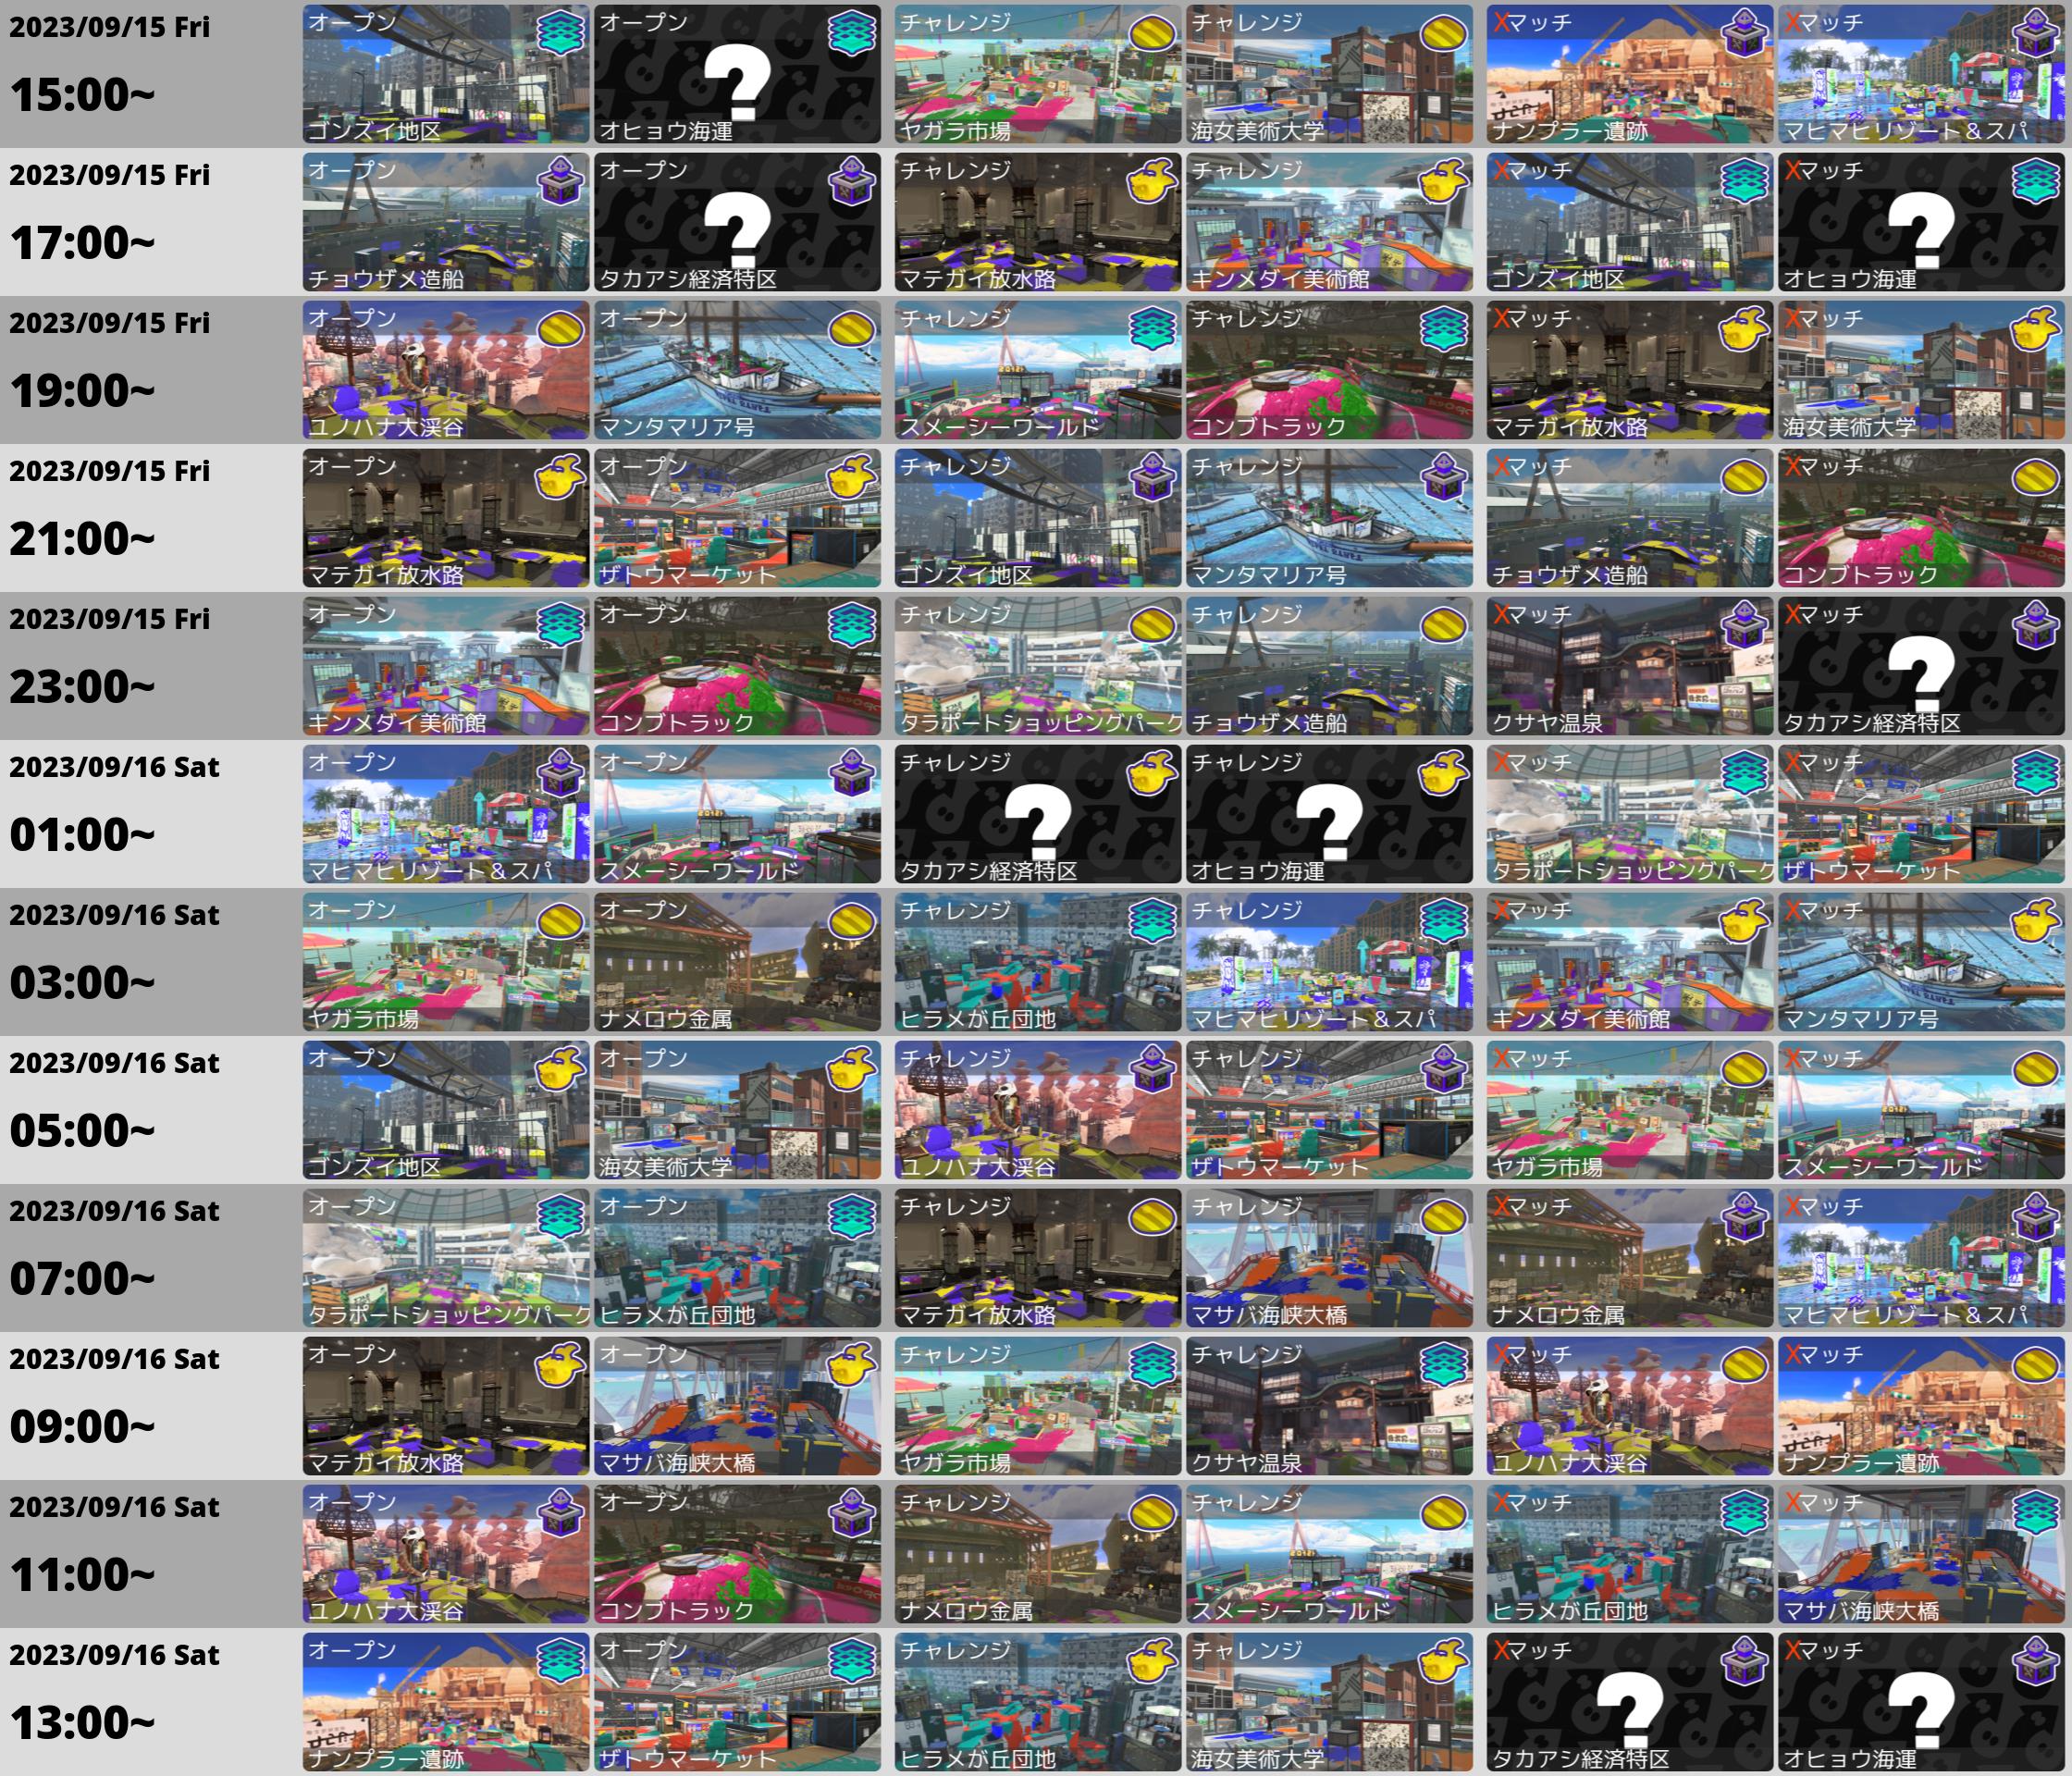 2023/09/15 Fri
15:00~
オープン オープン チャレンジ チャレンジ Xマッチ Xマッチ
ゴンズイ地区 オヒョウ海運 ヤガラ市場 海女美術大学 ナンプラー遺跡 マヒマヒリゾート＆スパ
2023/09/15 Fri
17:00~
オープン オープン チャレンジ チャレンジ Xマッチ Xマッチ
チョウザメ造船 タカアシ経済特区 マテガイ放水路 キンメダイ美術館 ゴンズイ地区 オヒョウ海運
2023/09/15 Fri
19:00~
オープン オープン チャレンジ チャレンジ Xマッチ Xマッチ
ユノハナ大渓谷 マンタマリア号 スメーシーワールド コンブトラック マテガイ放水路 海女美術大学
2023/09/15 Fri
21:00~
オープン オープン チャレンジ チャレンジ Xマッチ Xマッチ
マテガイ放水路 ザトウマーケット ゴンズイ地区 マンタマリア号 チョウザメ造船 コンブトラック
2023/09/15 Fri
23:00~
オープン オープン チャレンジ チャレンジ Xマッチ Xマッチ
キンメダイ美術館 コンブトラック タラポートショッピングパーク チョウザメ造船 クサヤ温泉 タカアシ経済特区
2023/09/16 Sat
01:00~
オープン オープン チャレンジ チャレンジ Xマッチ Xマッチ
マヒマヒリゾート＆スパ スメーシーワールド タカアシ経済特区 オヒョウ海運 タラポートショッピングパーク ザトウマーケット
2023/09/16 Sat
03:00~
オープン オープン チャレンジ チャレンジ Xマッチ Xマッチ
ヤガラ市場 ナメロウ金属 ヒラメが丘団地 マヒマヒリゾート＆スパ キンメダイ美術館 マンタマリア号
2023/09/16 Sat
05:00~
オープン オープン チャレンジ チャレンジ Xマッチ Xマッチ
ゴンズイ地区 海女美術大学 ユノハナ大渓谷 ザトウマーケット ヤガラ市場 スメーシーワールド
2023/09/16 Sat
07:00~
オープン オープン チャレンジ チャレンジ Xマッチ Xマッチ
タラポートショッピングパーク ヒラメが丘団地 マテガイ放水路 マサバ海峡大橋 ナメロウ金属 マヒマヒリゾート＆スパ
2023/09/16 Sat
09:00~
オープン オープン チャレンジ チャレンジ Xマッチ Xマッチ
マテガイ放水路 マサバ海峡大橋 ヤガラ市場 クサヤ温泉 ユノハナ大渓谷 ナンプラー遺跡
2023/09/16 Sat
11:00~
オープン オープン チャレンジ チャレンジ Xマッチ Xマッチ
ユノハナ大渓谷 コンブトラック ナメロウ金属 スメーシーワールド ヒラメが丘団地 マサバ海峡大橋
2023/09/16 Sat
13:00~
オープン オープン チャレンジ チャレンジ Xマッチ Xマッチ
ナンプラー遺跡 ザトウマーケット ヒラメが丘団地 海女美術大学 タカアシ経済特区 オヒョウ海運